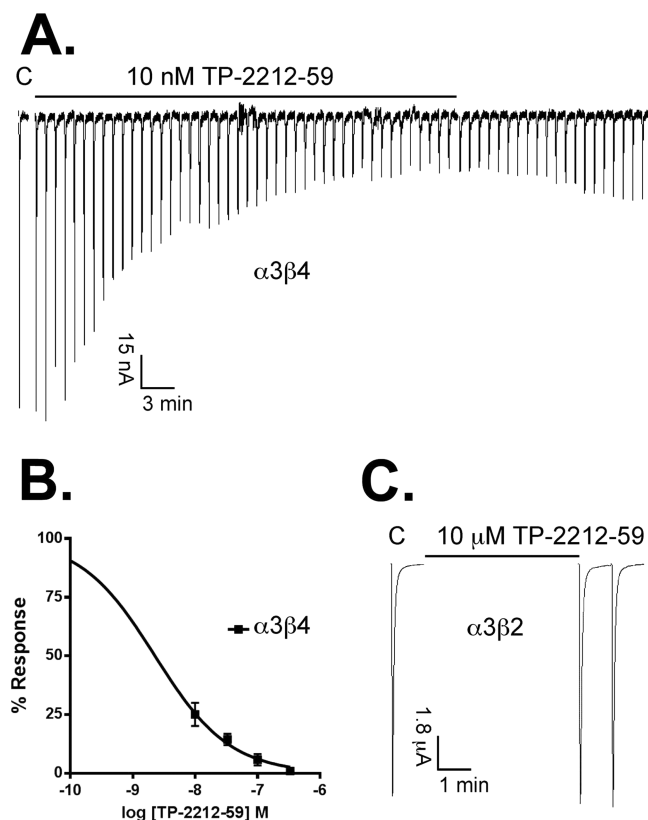 A.
C 10 nM TP-2212-59
α3β4
15 nA
3 min
B.
100
75
50
25
0
% Response
α3β4
-10 -9 -8 -7 -6
log [TP-2212-59] M
C.
C 10 μM TP-2212-59
α3β2
1.8 μA
1 min